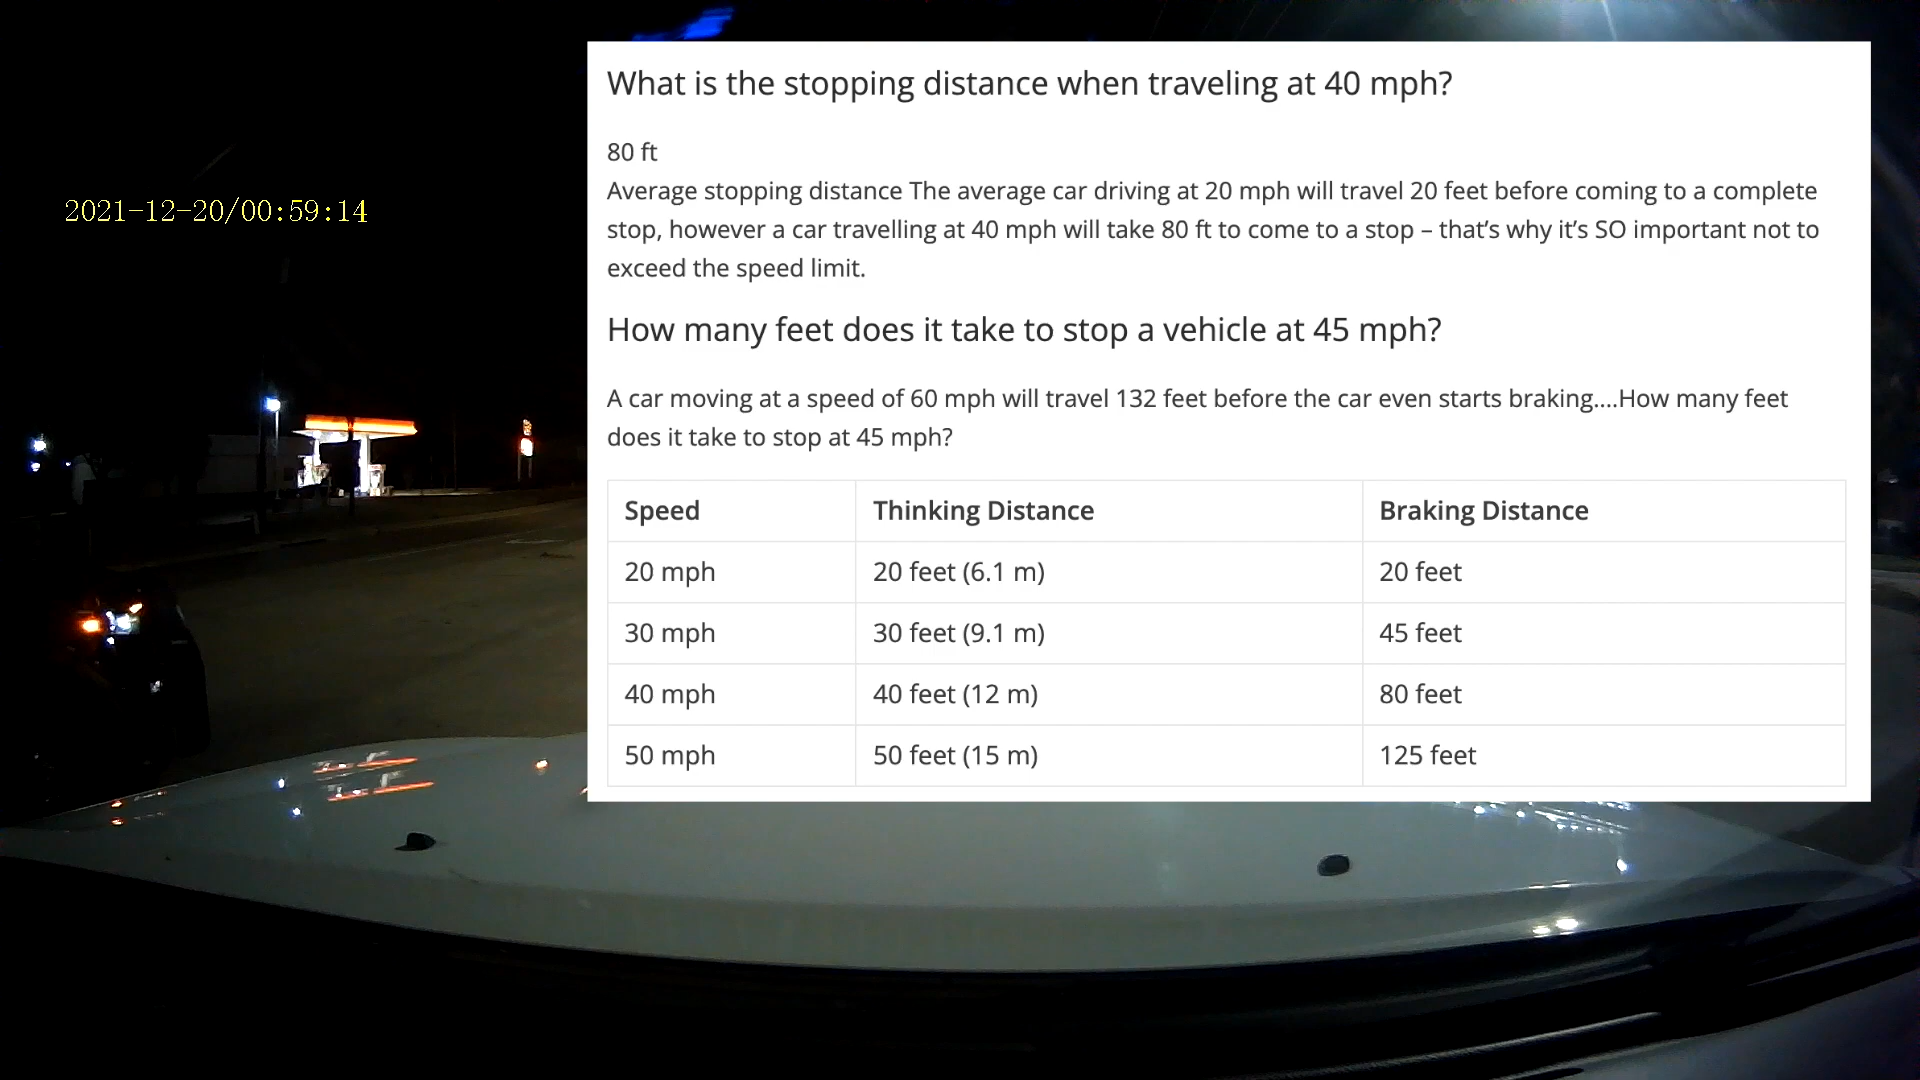 What is the stopping distance when traveling at 40 mph?
80 ft
Average stopping distance The average car driving at 20 mph will travel 20 feet before coming to a complete
stop, however a car travelling at 40 mph will take 80 ft to come to a stop – that’s why it’s SO important not to
exceed the speed limit.
2021-12-20/00:59:14
How many feet does it take to stop a vehicle at 45 mph?
A car moving at a speed of 60 mph will travel 132 feet before the car even starts braking....How many feet
does it take to stop at 45 mph?
Speed Thinking Distance Braking Distance
20 mph 20 feet (6.1 m) 20 feet
30 mph 30 feet (9.1 m) 45 feet
40 mph 40 feet (12 m) 80 feet
50 mph 50 feet (15 m) 125 feet